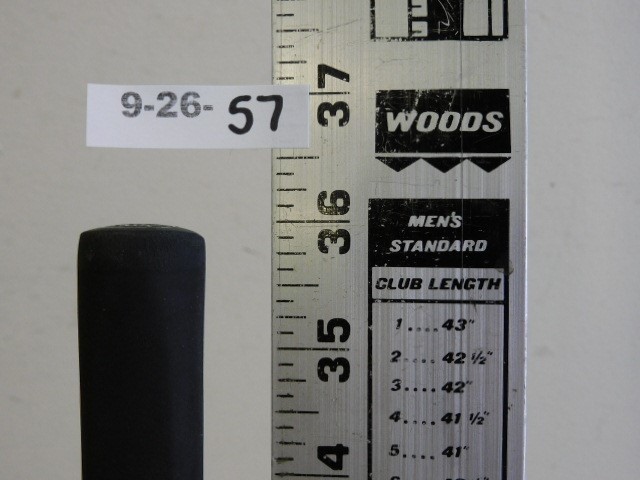 9-26-57
37
WOODS
36
MEN'S
STANDARD
CLUB LENGTH
1....43"
2....42 1/2"
35
3....42"
4....41 1/2"
5....41"